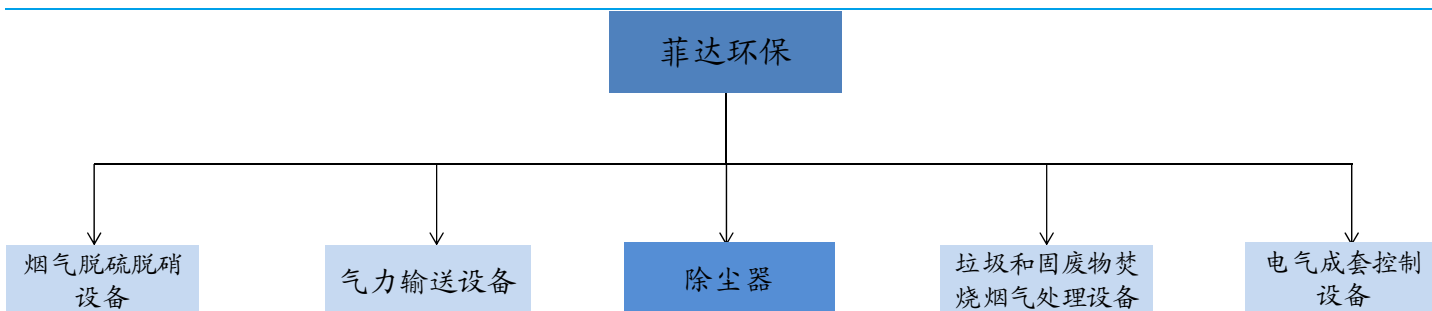 菲达环保
烟气脱硫脱硝
设备
气力输送设备
除尘器
垃圾和固废物焚
烧烟气处理设备
电气成套控制
设备